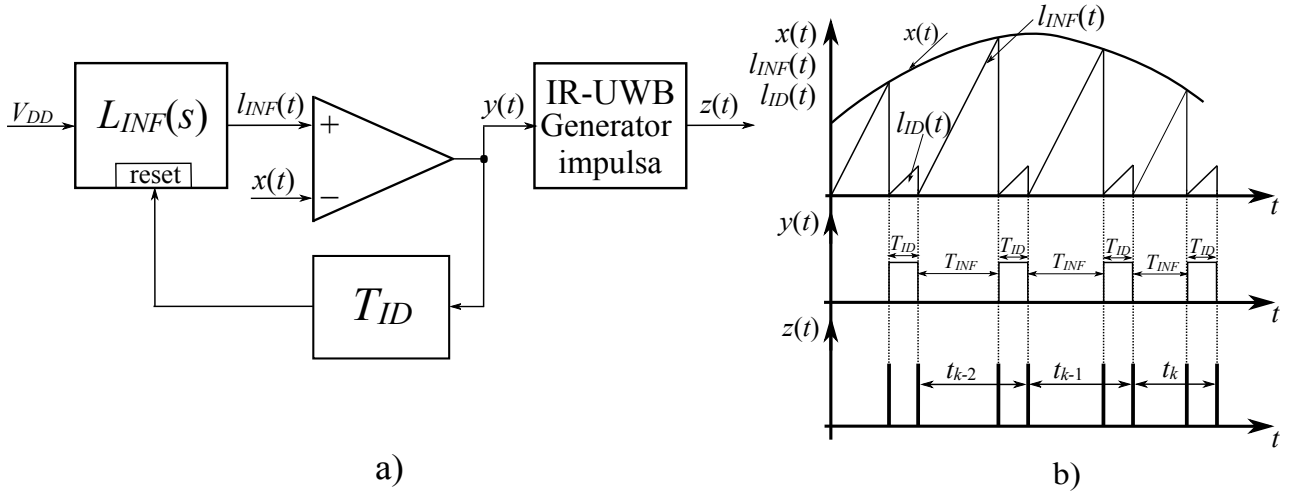 V_DD
L_INF(s)
reset
l_INF(t)
+
x(t)
−
y(t)
IR-UWB
Generator
impulsa
z(t)
T_ID
a)
x(t)
l_INF(t)
l_ID(t)
x(t)
l_INF(t)
l_ID(t)
t
y(t)
T_ID
T_INF
T_ID
T_INF
T_ID
T_INF
T_ID
t
z(t)
t_k-2
t_k-1
t_k
t
b)